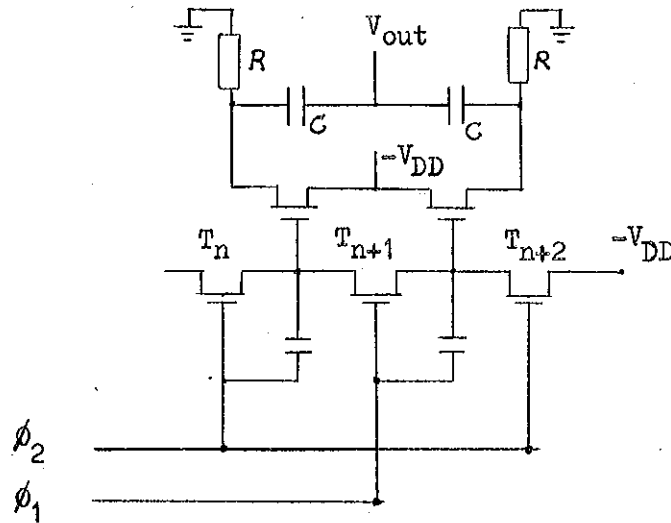 V_out
R
R
C
C
-V_DD
T_n
T_n+1
T_n+2
-V_DD
ϕ_2
ϕ_1